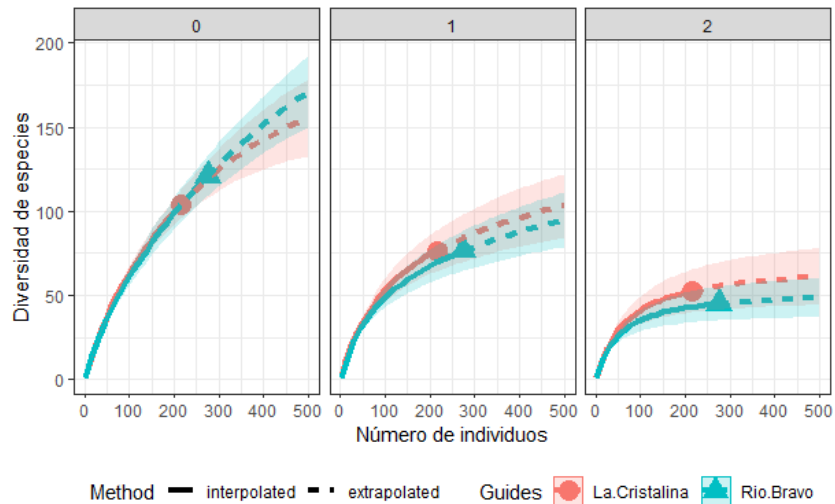 0 1 2
Diversidad de especies
200
150
100
50
0
0 100 200 300 400 500 0 100 200 300 400 500 0 100 200 300 400 500
Número de individuos
Method interpolated extrapolated Guides La.Cristalina Rio.Bravo